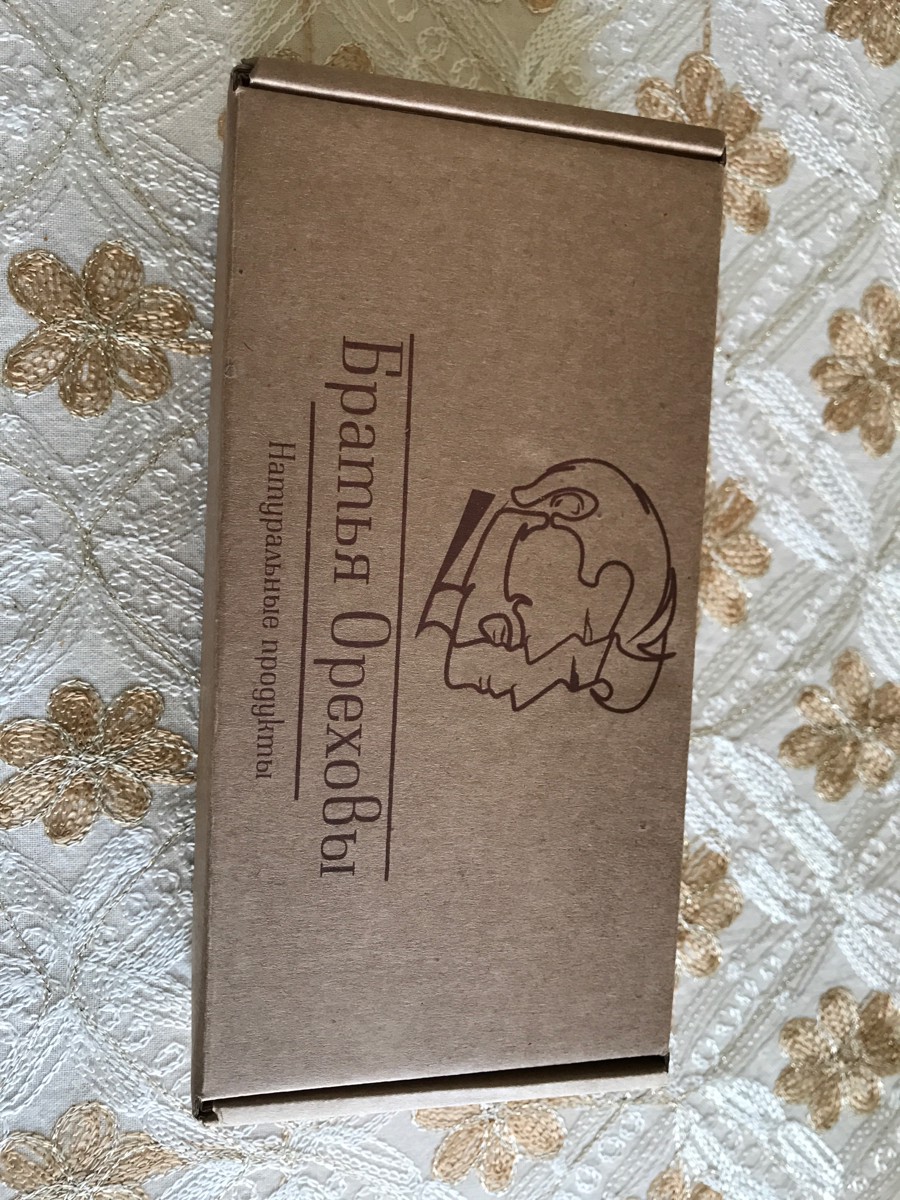 Братья Ореховы
Натуральные продукты